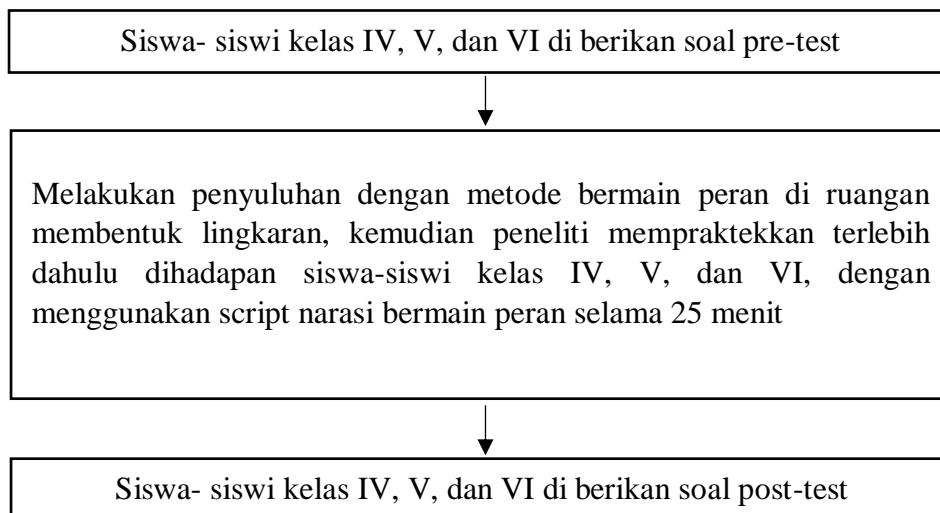 Siswa- siswi kelas IV, V, dan VI di berikan soal pre-test
Melakukan penyuluhan dengan metode bermain peran di ruangan
membentuk lingkaran, kemudian peneliti mempraktekkan terlebih
dahulu dihadapan siswa-siswi kelas IV, V, dan VI, dengan
menggunakan script narasi bermain peran selama 25 menit
Siswa- siswi kelas IV, V, dan VI di berikan soal post-test